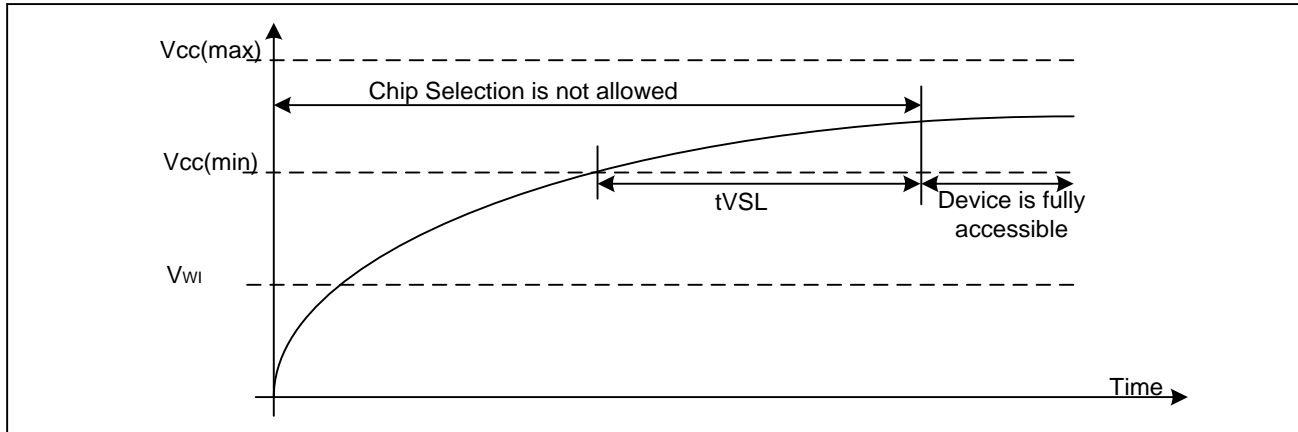 Vcc(max)
Chip Selection is not allowed
Vcc(min)
tVSL
Device is fully
accessible
VWI
Time